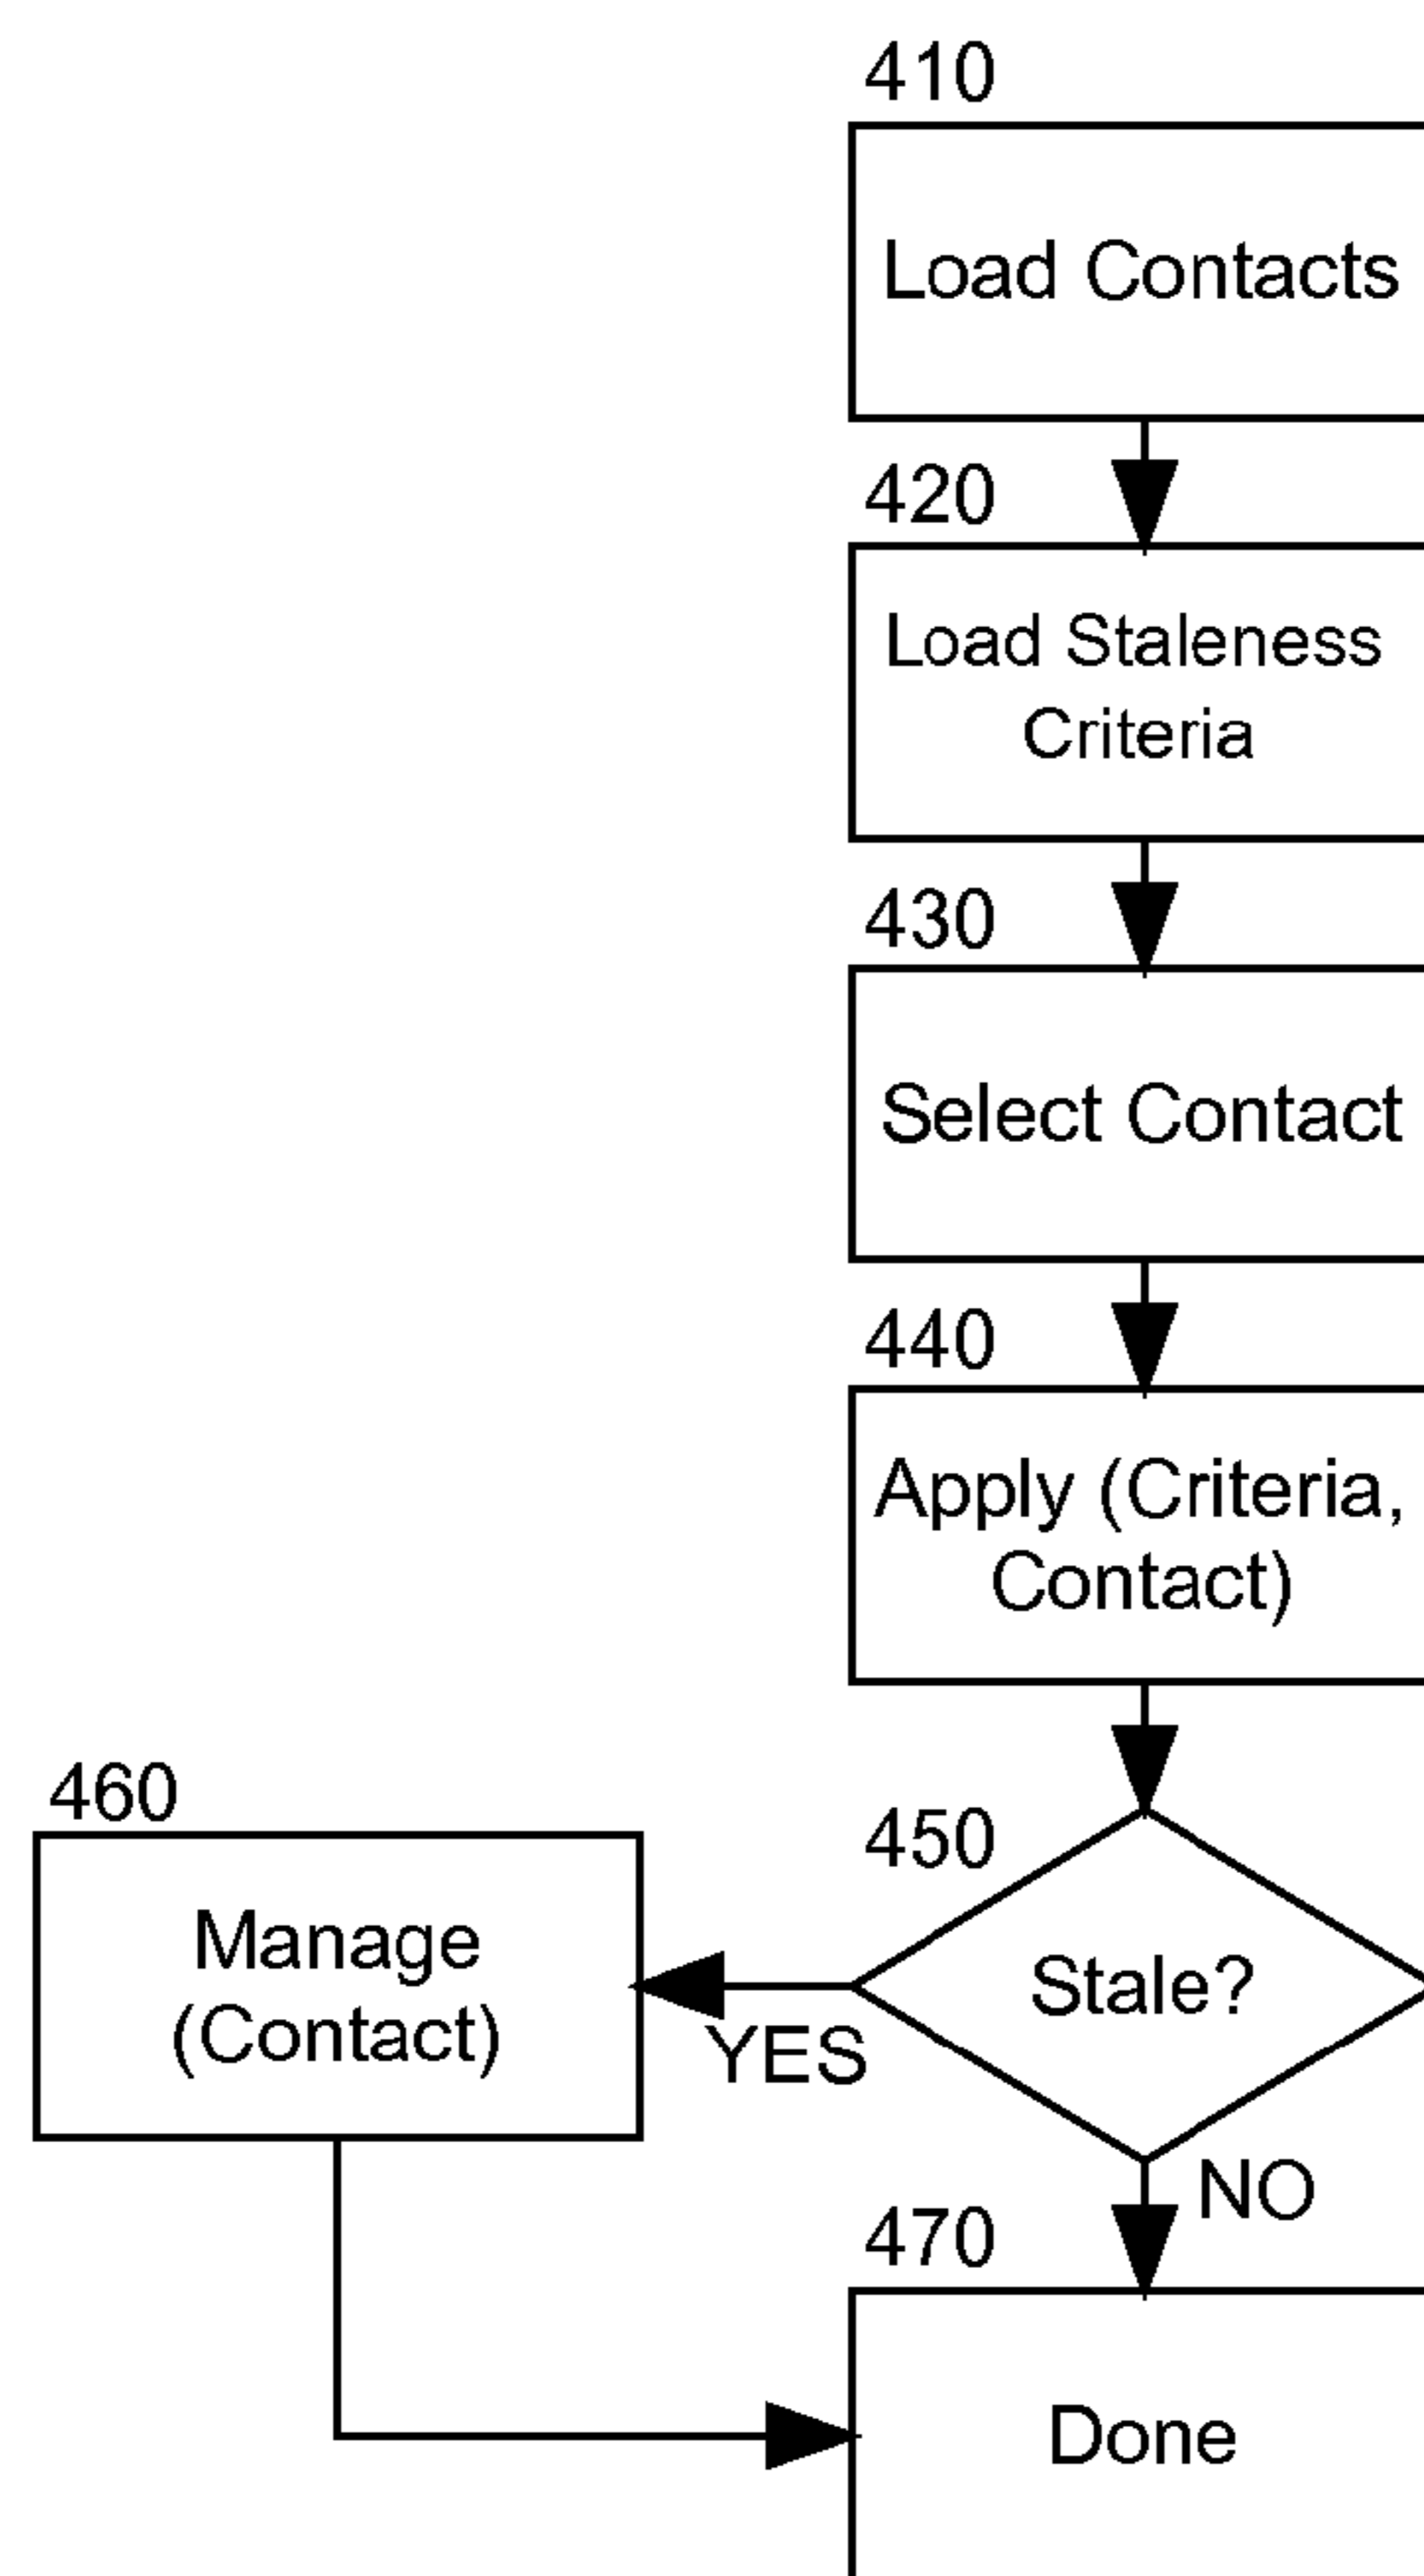 410
Load Contacts
420
Load Staleness
Criteria
430
Select Contact
440
Apply (Criteria,
Contact)
460
450
Manage
(Contact)
Stale?
YES
NO
470
Done